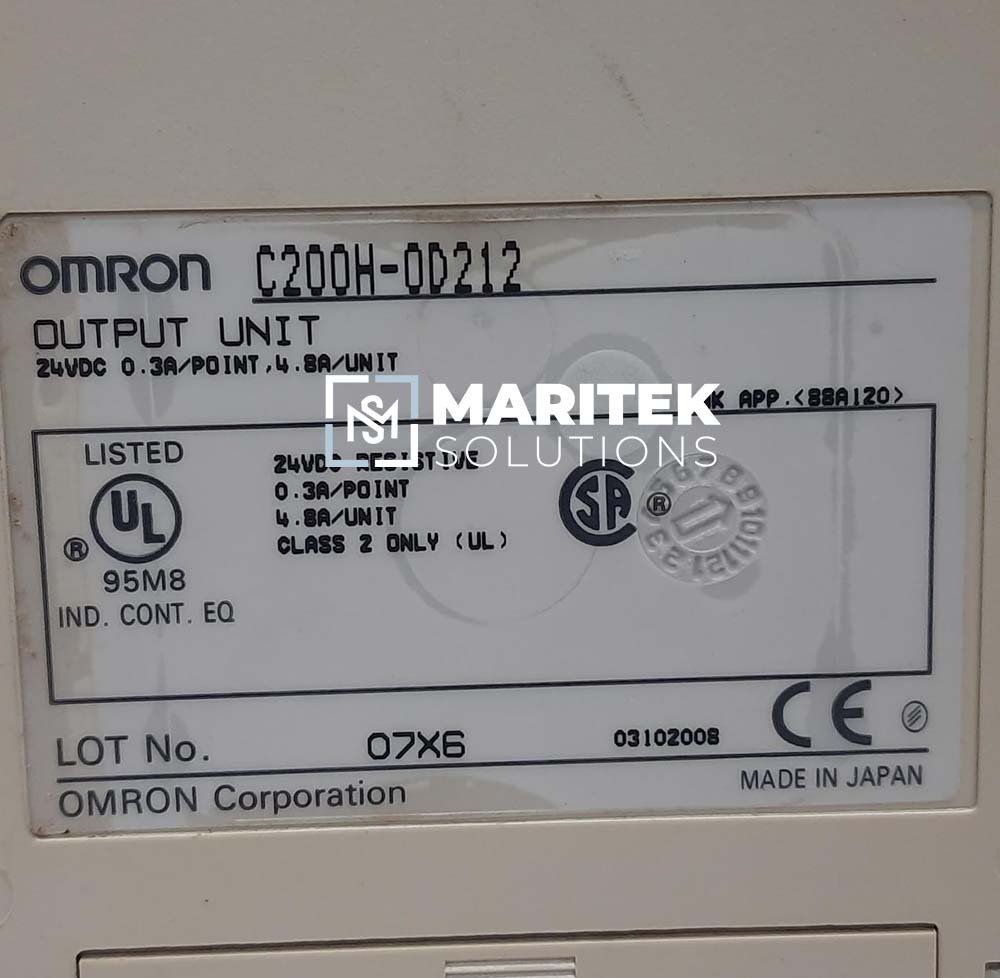 OMRON C200H-OD212
OUTPUT UNIT
24VDC 0.3A/POINT,4.8A/UNIT
MARITEK
SOLUTIONS
APP.<88A120>
LISTED
UL
®
95M8
IND. CONT. EQ
24VDC RESISTIVE
0.3A/POINT
4.8A/UNIT
CLASS 2 ONLY (UL)
SA ®
LOT No. 07X6 03102008 CE
OMRON Corporation
MADE IN JAPAN